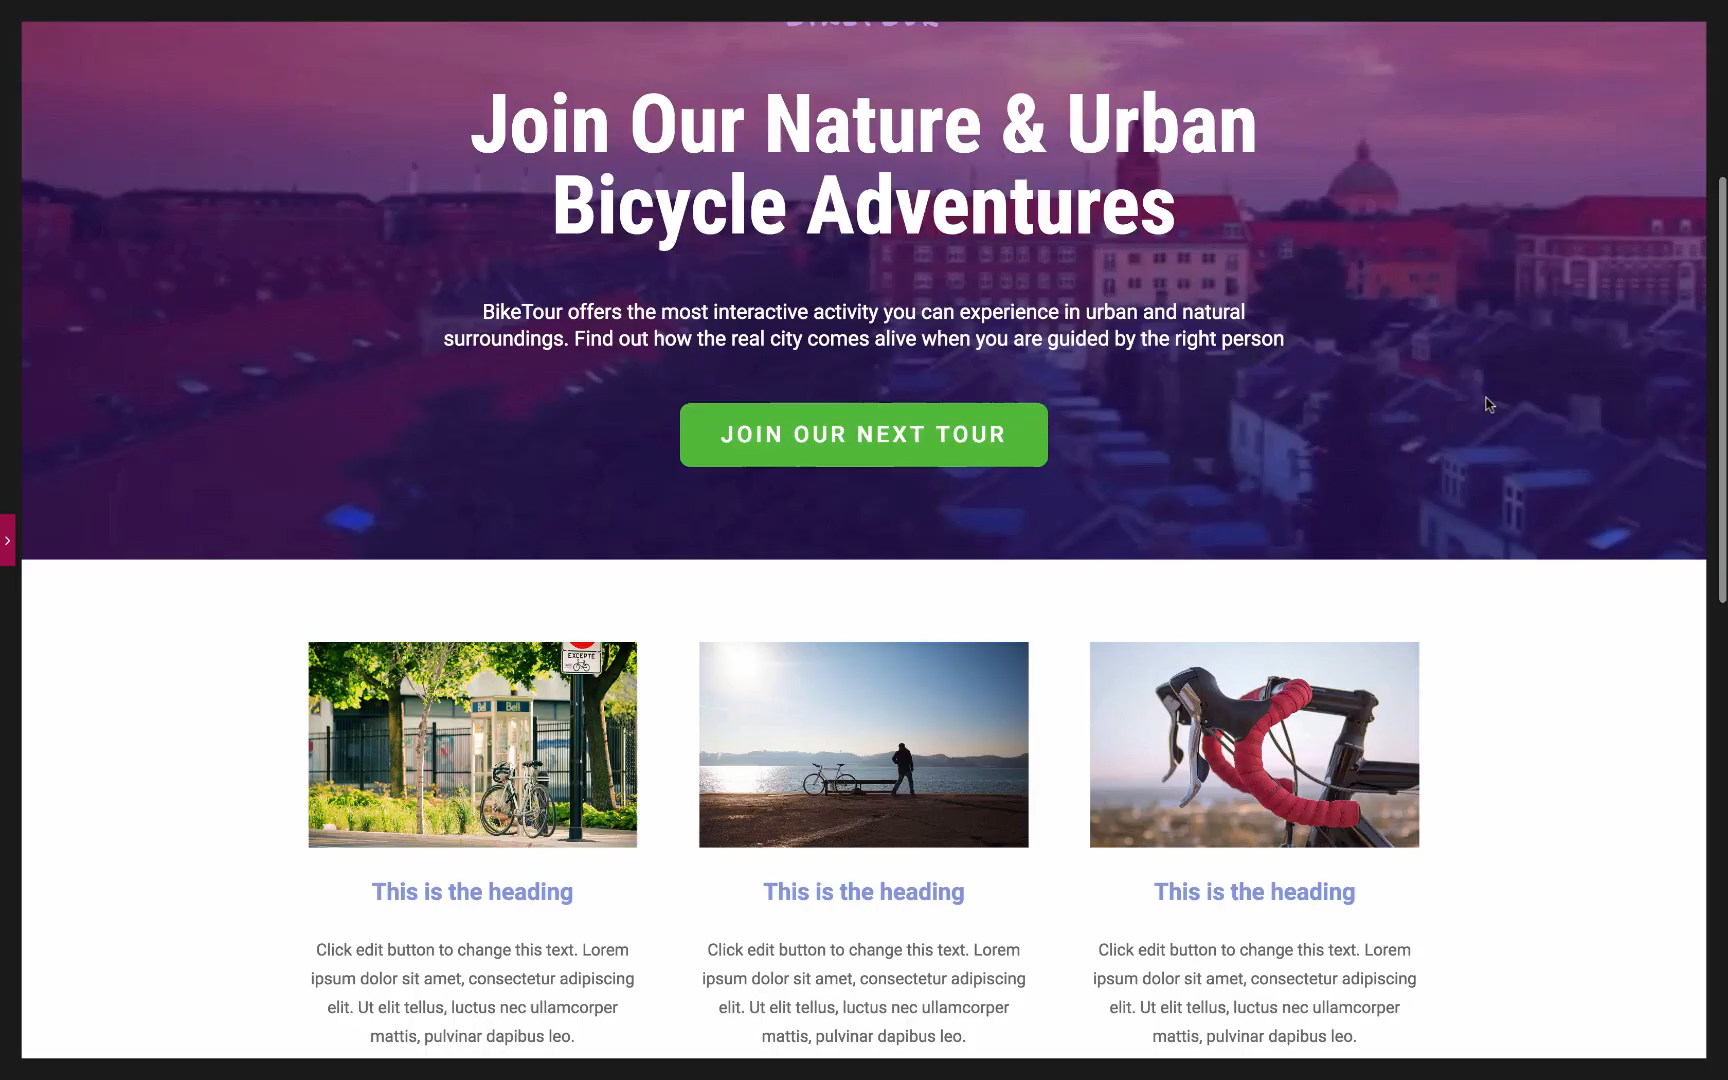 Join Our Nature & Urban
Bicycle Adventures
BikeTour offers the most interactive activity you can experience in urban and natural
surroundings. Find out how the real city comes alive when you are guided by the right person
JOIN OUR NEXT TOUR
EXCEPTÉ
Bell
Bell
This is the heading
This is the heading
This is the heading
Click edit button to change this text. Lorem
ipsum dolor sit amet, consectetur adipiscing
elit. Ut elit tellus, luctus nec ullamcorper
mattis, pulvinar dapibus leo.
Click edit button to change this text. Lorem
ipsum dolor sit amet, consectetur adipiscing
elit. Ut elit tellus, luctus nec ullamcorper
mattis, pulvinar dapibus leo.
Click edit button to change this text. Lorem
ipsum dolor sit amet, consectetur adipiscing
elit. Ut elit tellus, luctus nec ullamcorper
mattis, pulvinar dapibus leo.